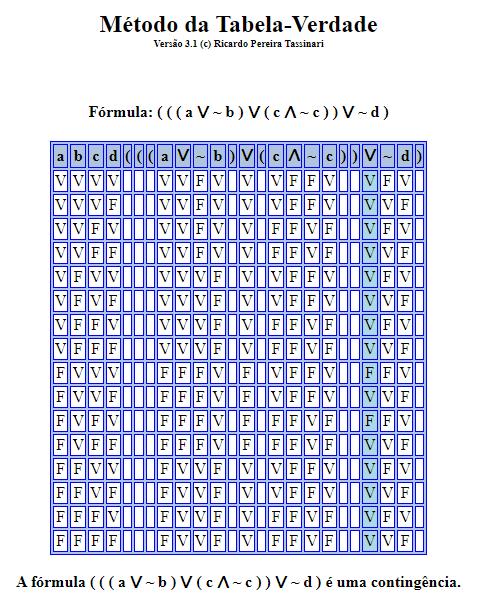 Método da Tabela-Verdade
Versão 3.1 (c) Ricardo Pereira Tassinari
Fórmula: ( ( ( a ∨ ~ b ) ∨ ( c ∧ ~ c ) ) ∨ ~ d )
a b c d ( ( ( a ∨ ~ b ) ∨ ( c ∧ ~ c ) ) ∨ ~ d )
V V V V V V F V V V F F V V F V
V V V F V V F V V V F F V V V F
V V F V V V F V V F F V F V F V
V V F F V V F V V F F V F V V F
V F V V V V V F V V F F V V F V
V F V F V V V F V V F F V V V F
V F F V V V V F V F F V F V F V
V F F F V V V F V F F V F V V F
F V V V F F F V F V F F V F F V
F V V F F F F V F V F F V V V F
F V F V F F F V F F F V F F F V
F V F F F F F V F F F V F V V F
F F V V F V V F V V F F V V F V
F F V F F V V F V V F F V V V F
F F F V F V V F V F F V F V F V
F F F F F V V F V F F V F V V F
A fórmula ( ( ( a ∨ ~ b ) ∨ ( c ∧ ~ c ) ) ∨ ~ d ) é uma contingência.